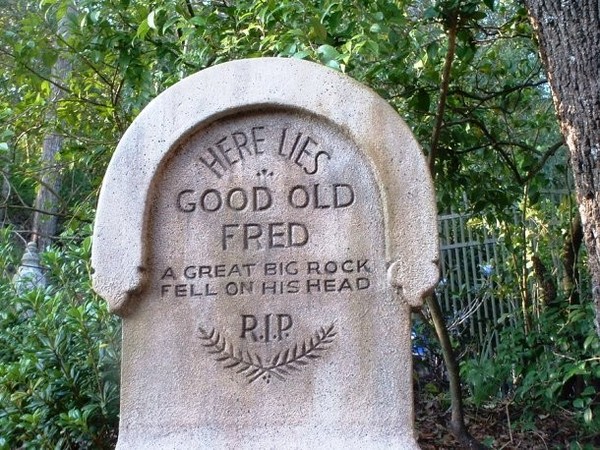 HERE LIES
GOOD OLD
FRED
A GREAT BIG ROCK
FELL ON HIS HEAD
R.I.P.